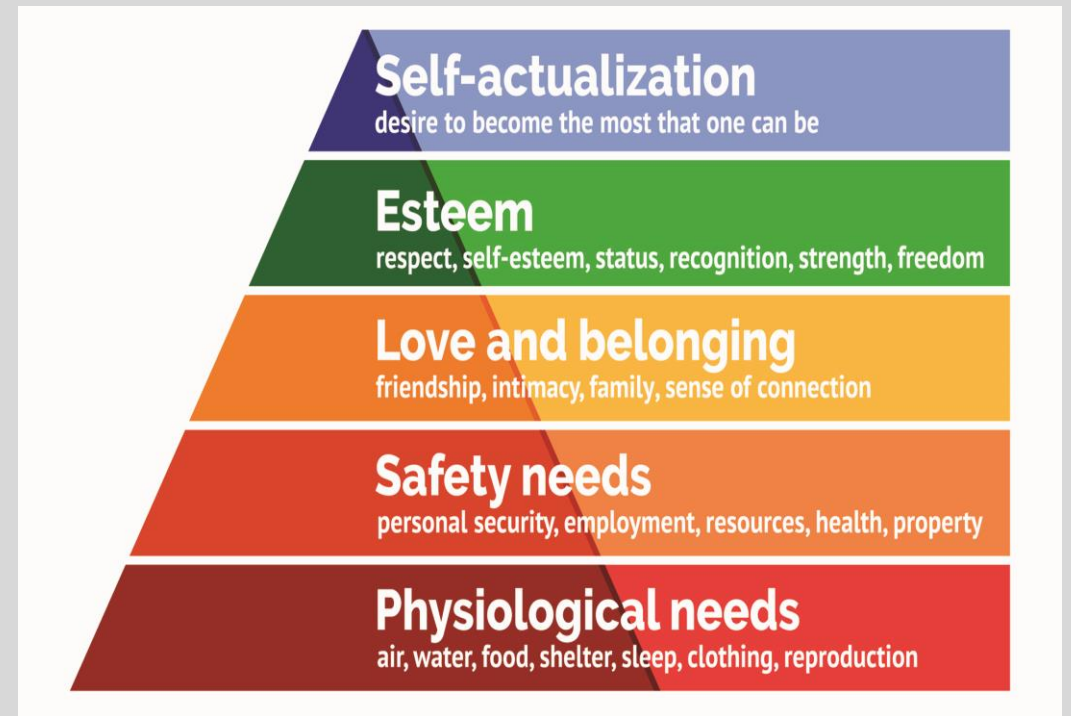 Self-actualization
desire to become the most that one can be
Esteem
respect, self-esteem, status, recognition, strength, freedom
Love and belonging
friendship, intimacy, family, sense of connection
Safety needs
personal security, employment, resources, health, property
Physiological needs
air, water, food, shelter, sleep, clothing, reproduction